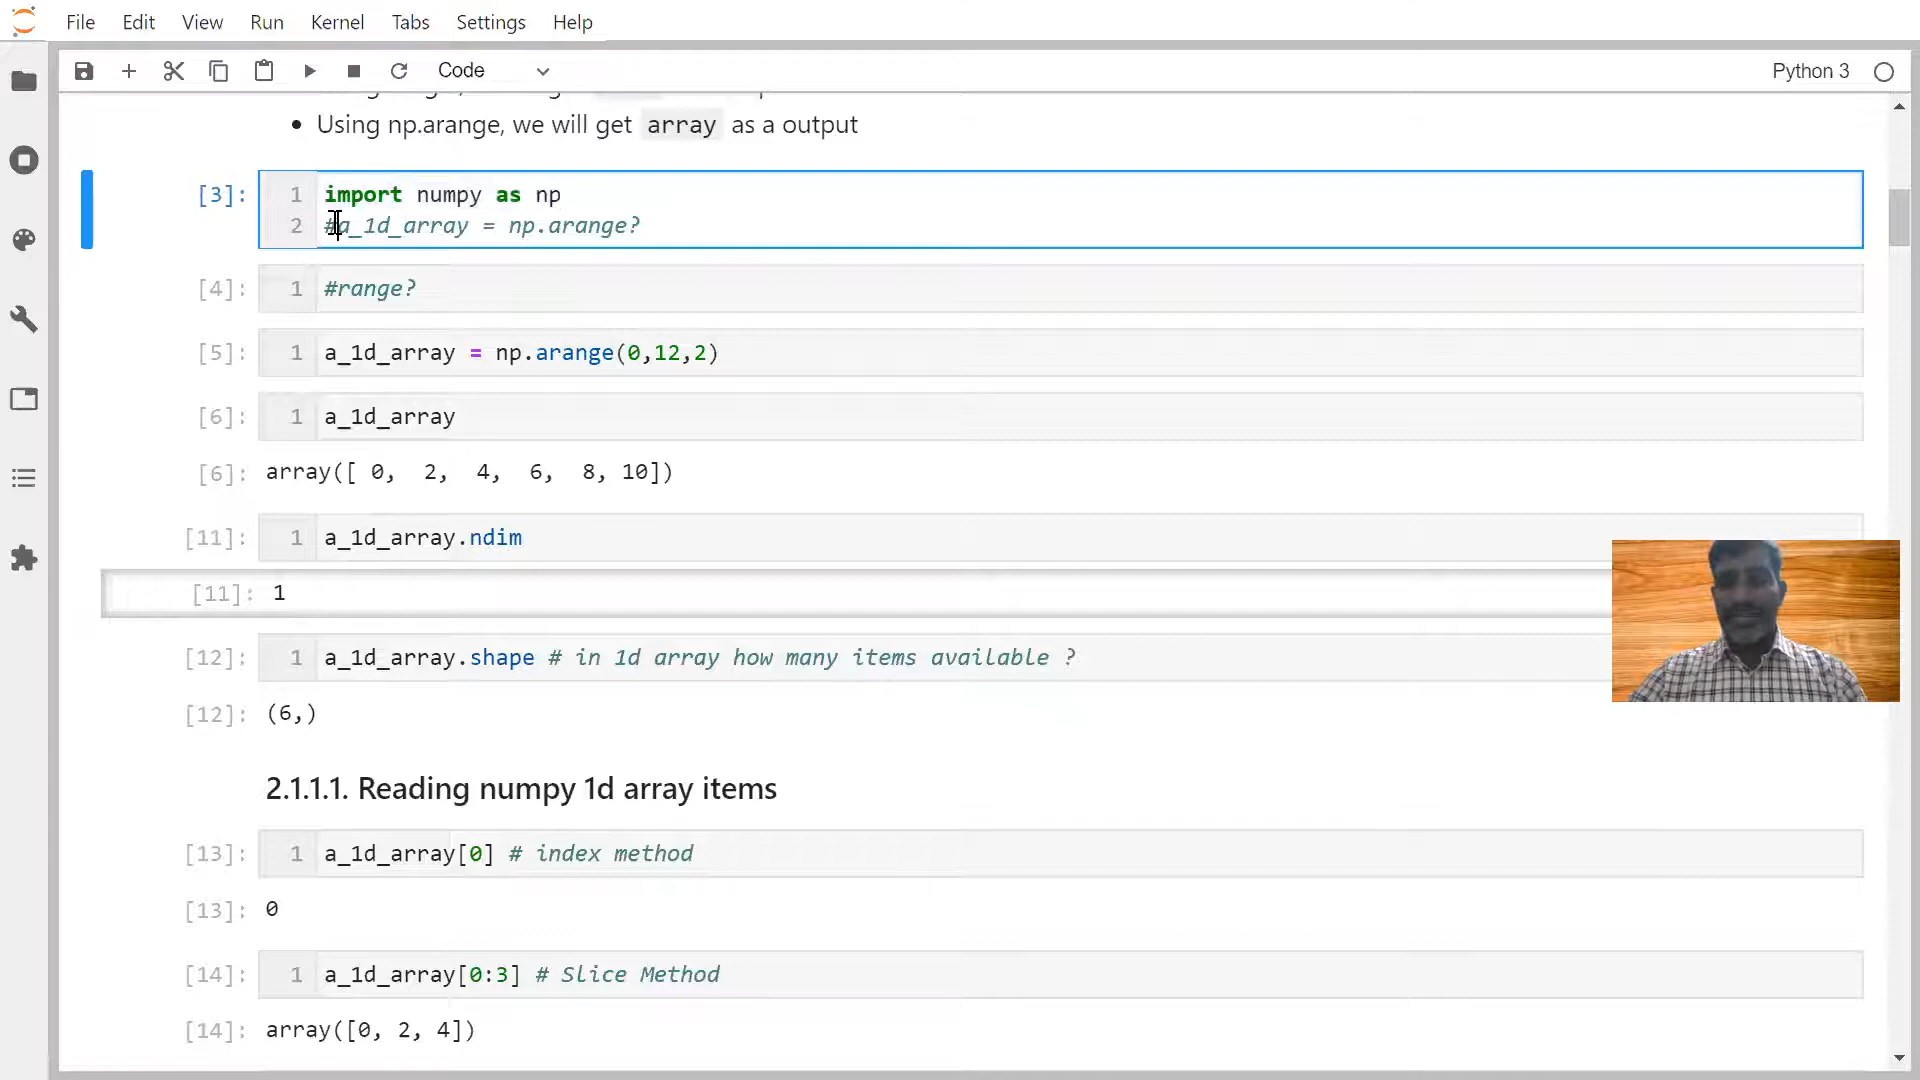 File Edit View Run Kernel Tabs Settings Help
Code Python 3
Using np.arange, we will get array as a output
[3]: 1 import numpy as np
2 #a_1d_array = np.arange?
[4]: 1 #range?
[5]: 1 a_1d_array = np.arange(0,12,2)
[6]: 1 a_1d_array
[6]: array([ 0, 2, 4, 6, 8, 10])
[11]: 1 a_1d_array.ndim
[11]: 1
[12]: 1 a_1d_array.shape # in 1d array how many items available ?
[12]: (6,)
2.1.1.1. Reading numpy 1d array items
[13]: 1 a_1d_array[0] # index method
[13]: 0
[14]: 1 a_1d_array[0:3] # Slice Method
[14]: array([0, 2, 4])